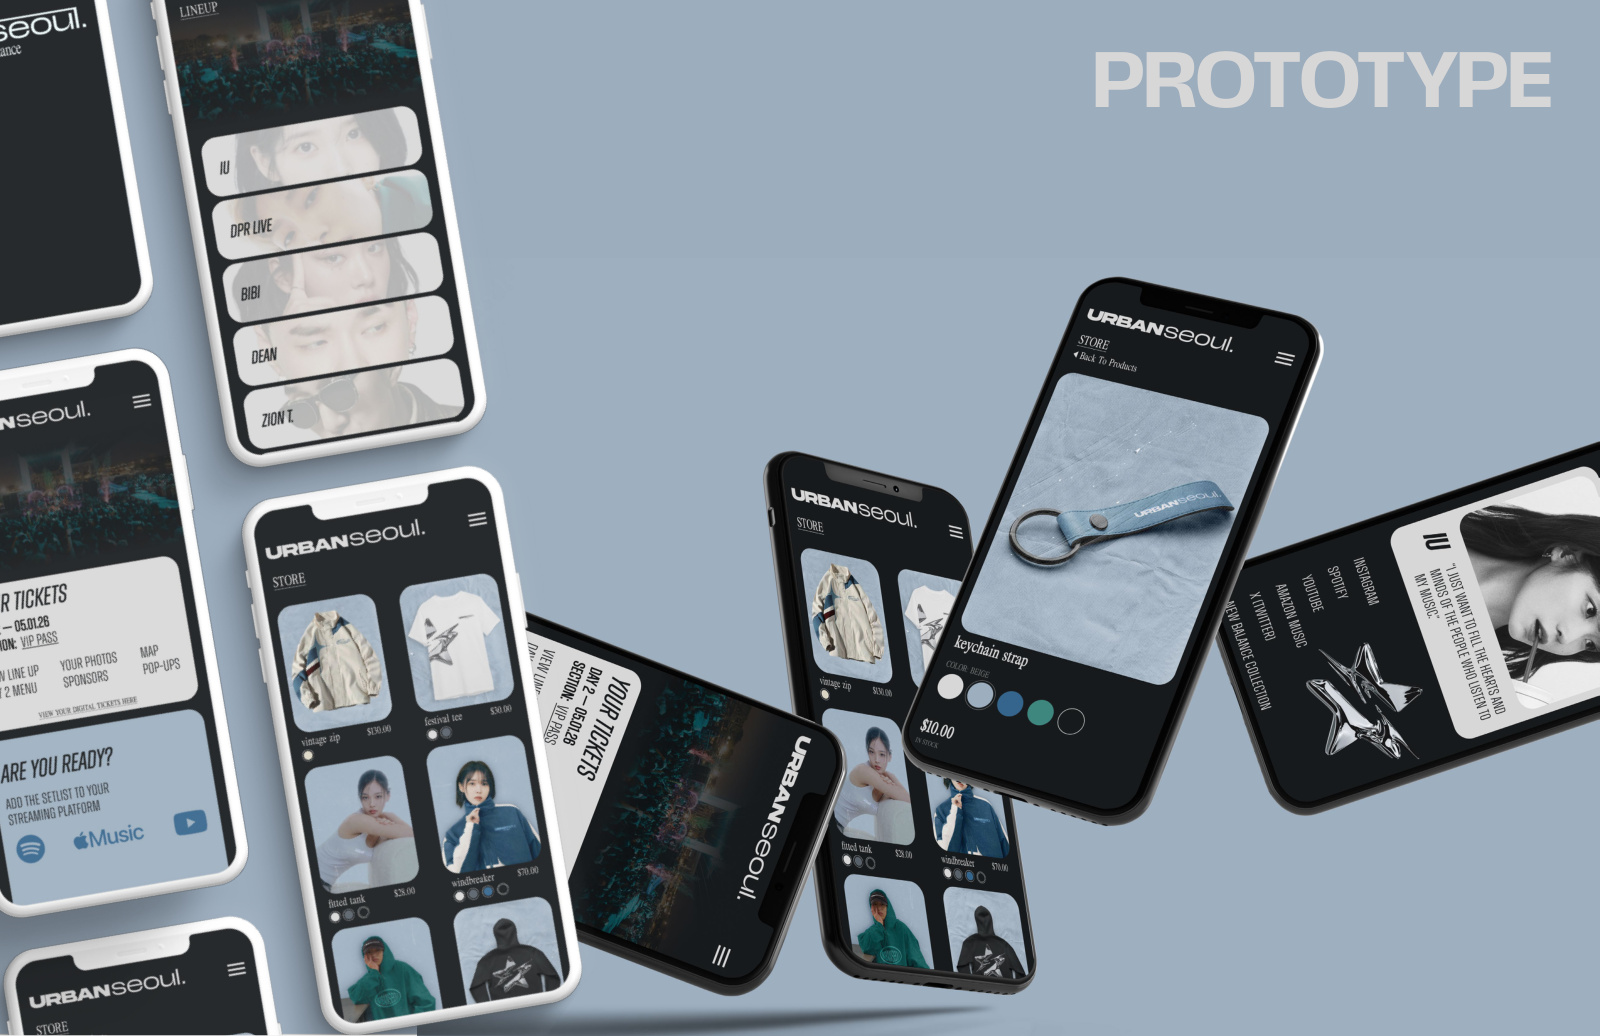 PROTOTYPE
seoul.
ance
LINEUP
IU
DPR LIVE
BIBI
DEAN
ZION T.
Nseoul.
R TICKETS
– 05.01.26
ION: VIP PASS
N LINE UP
Y 2 MENU
YOUR PHOTOS
SPONSORS
MAP
POP-UPS
VIEW YOUR DIGITAL TICKETS HERE
ARE YOU READY?
ADD THE SETLIST TO YOUR
STREAMING PLATFORM
Music
URBANseoul.
STORE
URBANseoul.
STORE
vintage zip
$130.00
festival tee
$30.00
fitted tank
$28.00
windbreaker
$70.00
URBANseoul.
YOUR TICKETS
DAY 2 – 05.01.26
SECTION: VIP PASS
VIEW LINE
URBANseoul.
STORE
vintage zip
$130.00
fitted tank
$28.00
windbreaker
$70.00
URBANseoul.
STORE
Back To Products
URBANseoul.
keychain strap
COLOR: BEIGE
$10.00
IN STOCK
IU
"I JUST WANT TO FILL THE HEARTS AND
MINDS OF THE PEOPLE WHO LISTEN TO
MY MUSIC."
INSTAGRAM
SPOTIFY
YOUTUBE
AMAZON MUSIC
X (TWITTER)
NEW BALANCE COLLECTION